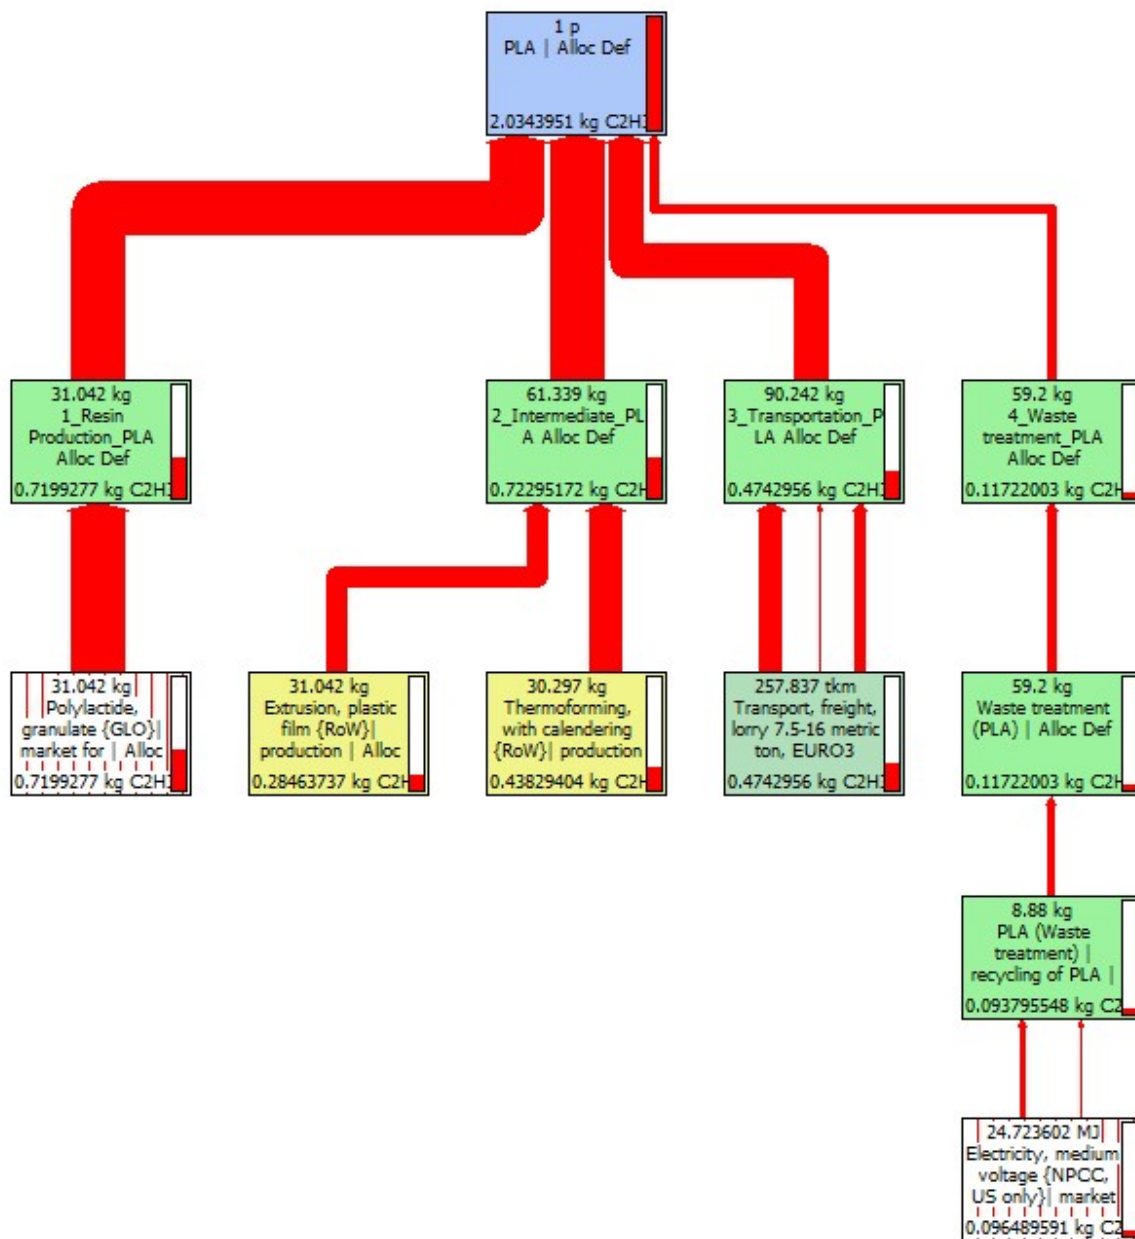 1 p
PLA | Alloc Def
2.0343951 kg C2H
31.042 kg
1_Resin
Production_PLA
Alloc Def
0.7199277 kg C2H
61.339 kg
2_Intermediate_PL
A Alloc Def
0.72295172 kg C2H
90.242 kg
3_Transportation_P
LA Alloc Def
0.4742956 kg C2H
59.2 kg
4_Waste
treatment_PLA
Alloc Def
0.11722003 kg C2H
31.042 kg
Polylactide,
granulate {GLO}|
market for | Alloc
0.7199277 kg C2H
31.042 kg
Extrusion, plastic
film {RoW}|
production | Alloc
0.28463737 kg C2H
30.297 kg
Thermoforming,
with calendering
{RoW}| production
0.43829404 kg C2H
257.837 tkm
Transport, freight,
lorry 7.5-16 metric
ton, EURO3
0.4742956 kg C2H
59.2 kg
Waste treatment
(PLA) | Alloc Def
0.11722003 kg C2H
8.88 kg
PLA (Waste
treatment) |
recycling of PLA |
0.093795548 kg C2
24.723602 MJ
Electricity, medium
voltage {NPCC,
US only}| market
0.096489591 kg C2